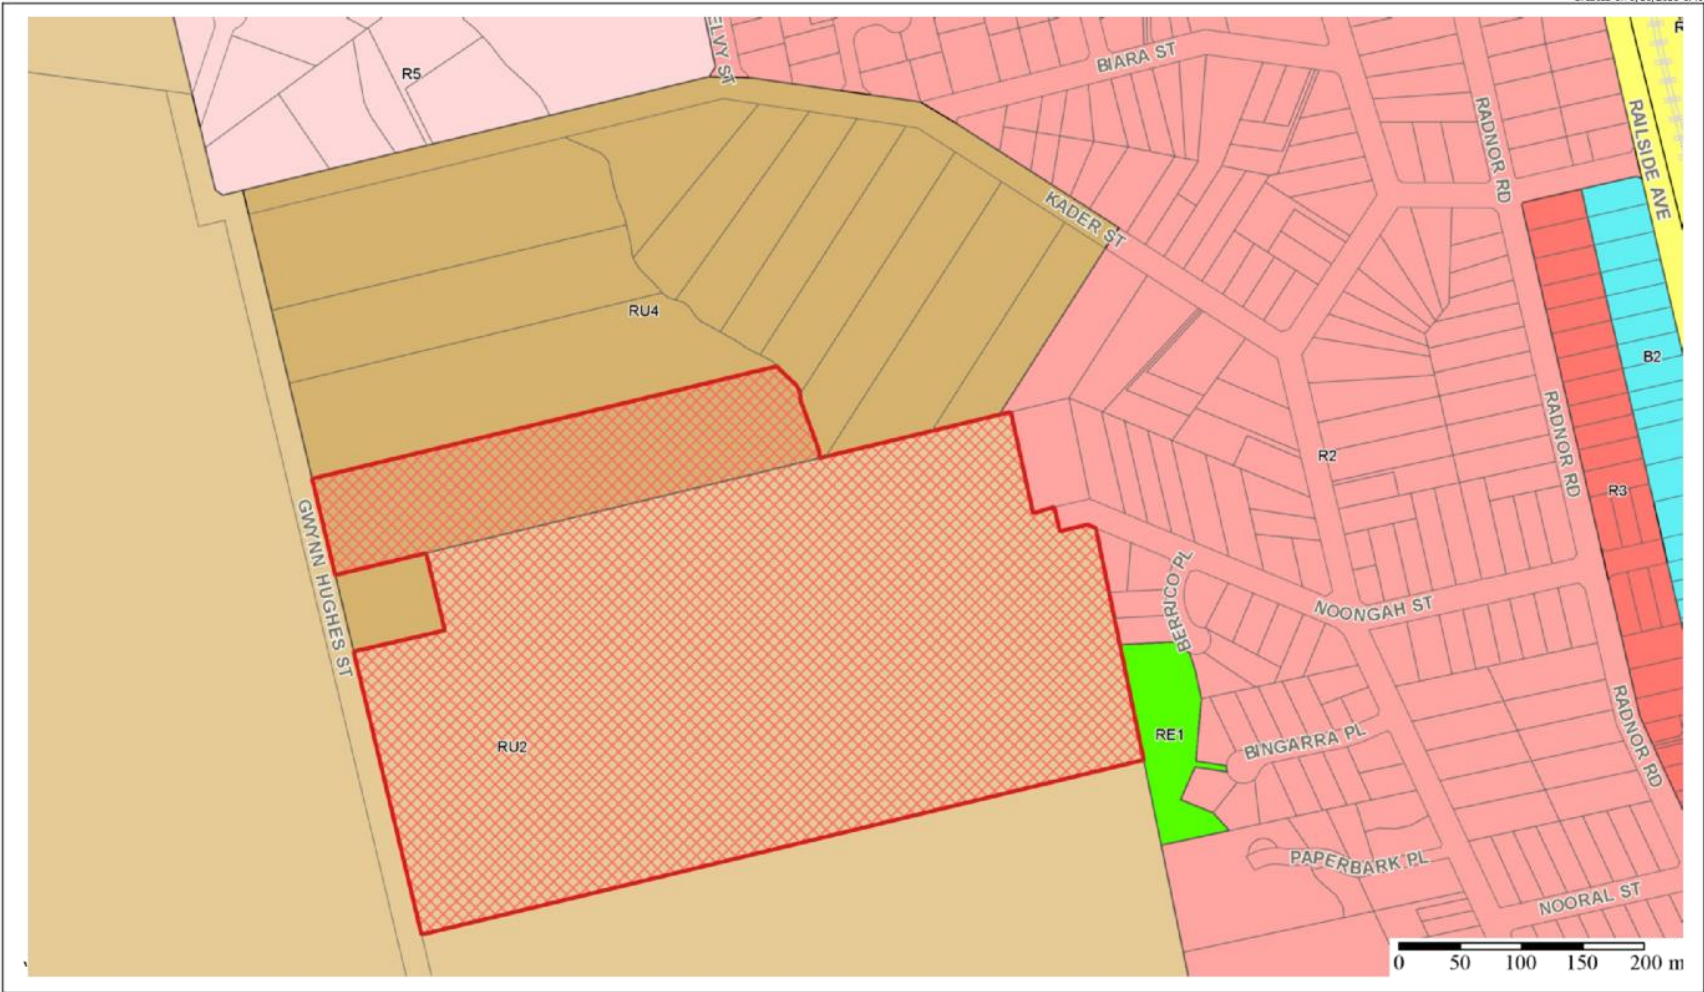 R5
ELVY ST
BIARA ST
RADNOR RD
RAILSIDE AVE
KADER ST
RU4
B2
R2
RADNOR RD
R3
GWYNN HUGHES ST
BERRICO PL
NOONGAH ST
RU2
RE1
BINGARRA PL
RADNOR RD
PAPERBARK PL
NOORAL ST
0 50 100 150 200 m